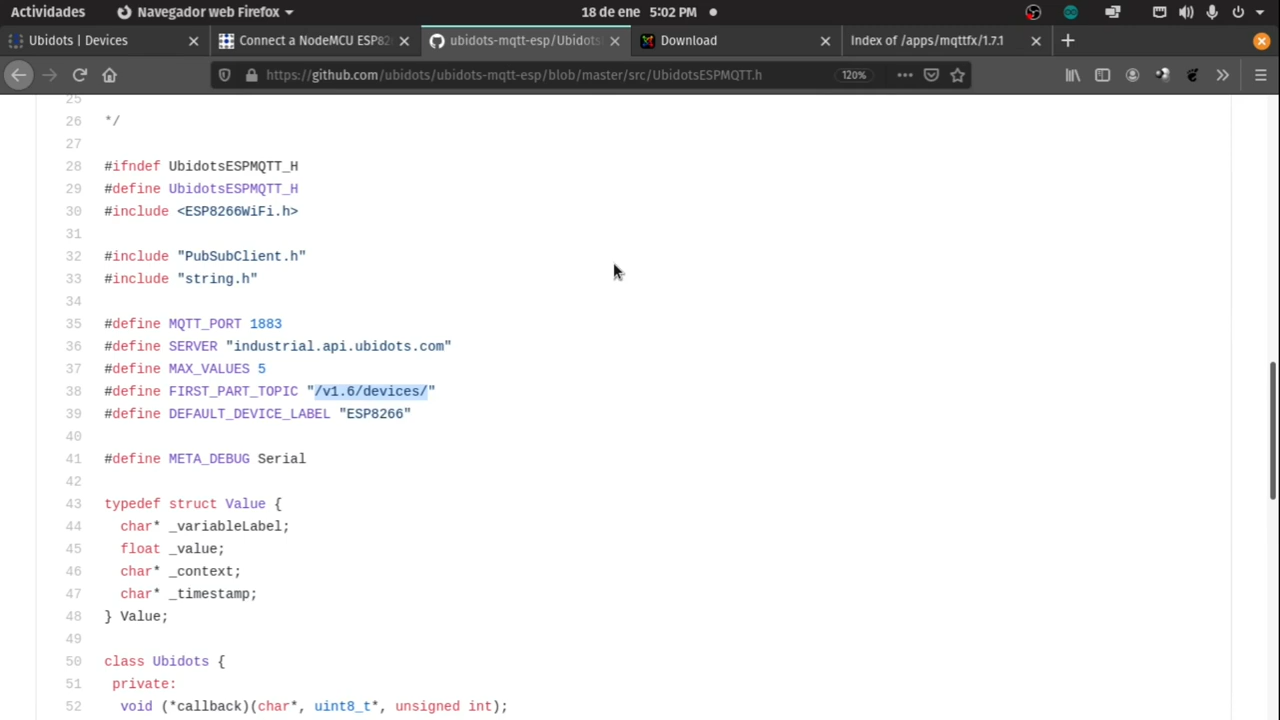 Actividades Navegador web Firefox 18 de ene 5:02 PM
Ubidots | Devices Connect a NodeMCU ESP82 ubidots-mqtt-esp/Ubidots Download Index of /apps/mqttfx/1.7.1
https://github.com/ubidots/ubidots-mqtt-esp/blob/master/src/UbidotsESPMQTT.h 120%
25
26 */
27
28 #ifndef UbidotsESPMQTT_H
29 #define UbidotsESPMQTT_H
30 #include <ESP8266WiFi.h>
31
32 #include "PubSubClient.h"
33 #include "string.h"
34
35 #define MQTT_PORT 1883
36 #define SERVER "industrial.api.ubidots.com"
37 #define MAX_VALUES 5
38 #define FIRST_PART_TOPIC "/v1.6/devices/"
39 #define DEFAULT_DEVICE_LABEL "ESP8266"
40
41 #define META_DEBUG Serial
42
43 typedef struct Value {
44 char* _variableLabel;
45 float _value;
46 char* _context;
47 char* _timestamp;
48 } Value;
49
50 class Ubidots {
51 private:
52 void (*callback)(char*, uint8_t*, unsigned int);